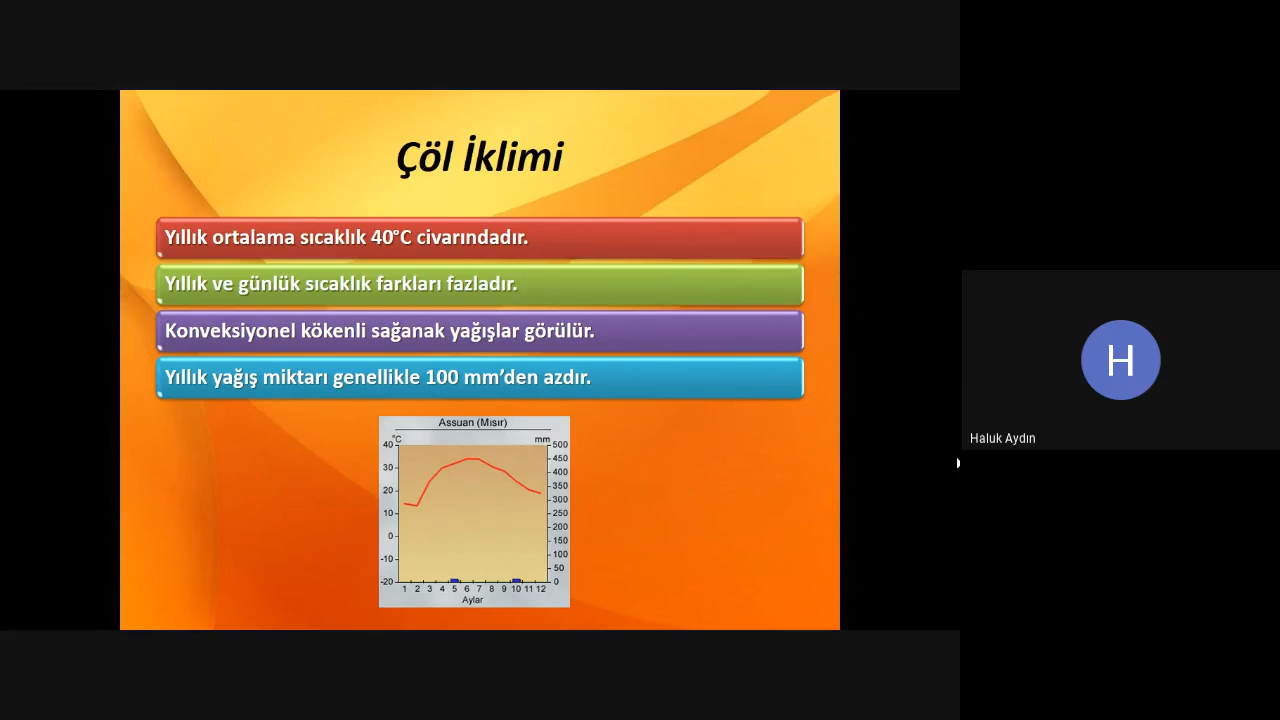 Çöl İklimi
Yıllık ortalama sıcaklık 40°C civarındadır.
Yıllık ve günlük sıcaklık farkları fazladır.
Konveksiyonel kökenli sağanak yağışlar görülür.
Yıllık yağış miktarı genellikle 100 mm’den azdır.
Assuan (Mısır)
°C mm
40 500
450
30 400
350
20 300
10 250
200
0 150
-10 100
50
-20 0
1 2 3 4 5 6 7 8 9 10 11 12
Aylar
H
Haluk Aydın